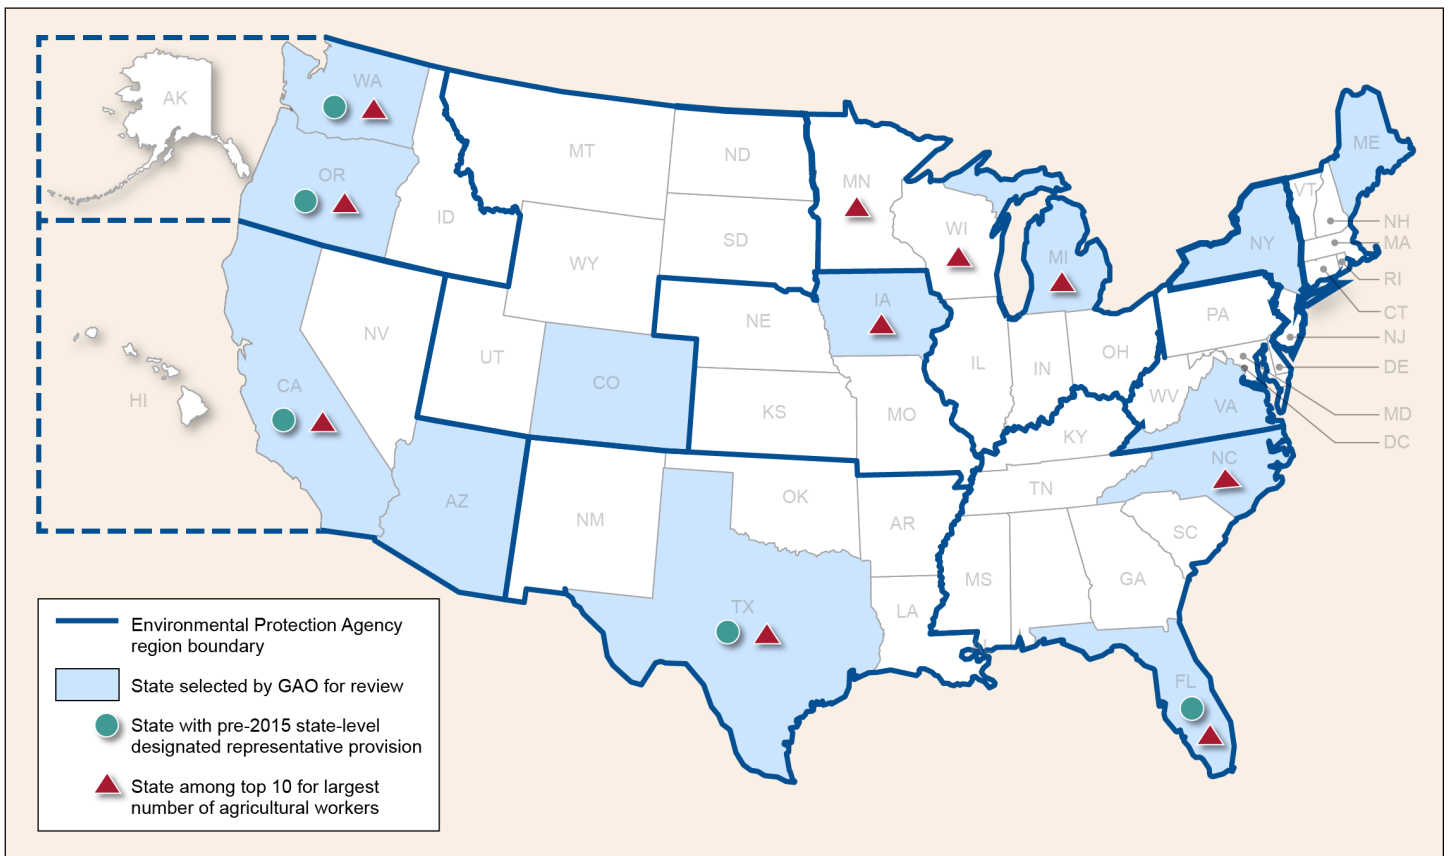 AK
WA
OR
ID
MT
ND
MN
SD
WY
WI
MI
ME
VT
NH
NY
MA
RI
CT
NJ
DE
MD
DC
PA
NV
UT
CO
NE
IA
IL
IN
OH
WV
VA
HI
CA
KS
MO
KY
NC
AZ
NM
OK
AR
TN
SC
MS
GA
TX
LA
FL
Environmental Protection Agency
region boundary
State selected by GAO for review
State with pre-2015 state-level
designated representative provision
State among top 10 for largest
number of agricultural workers